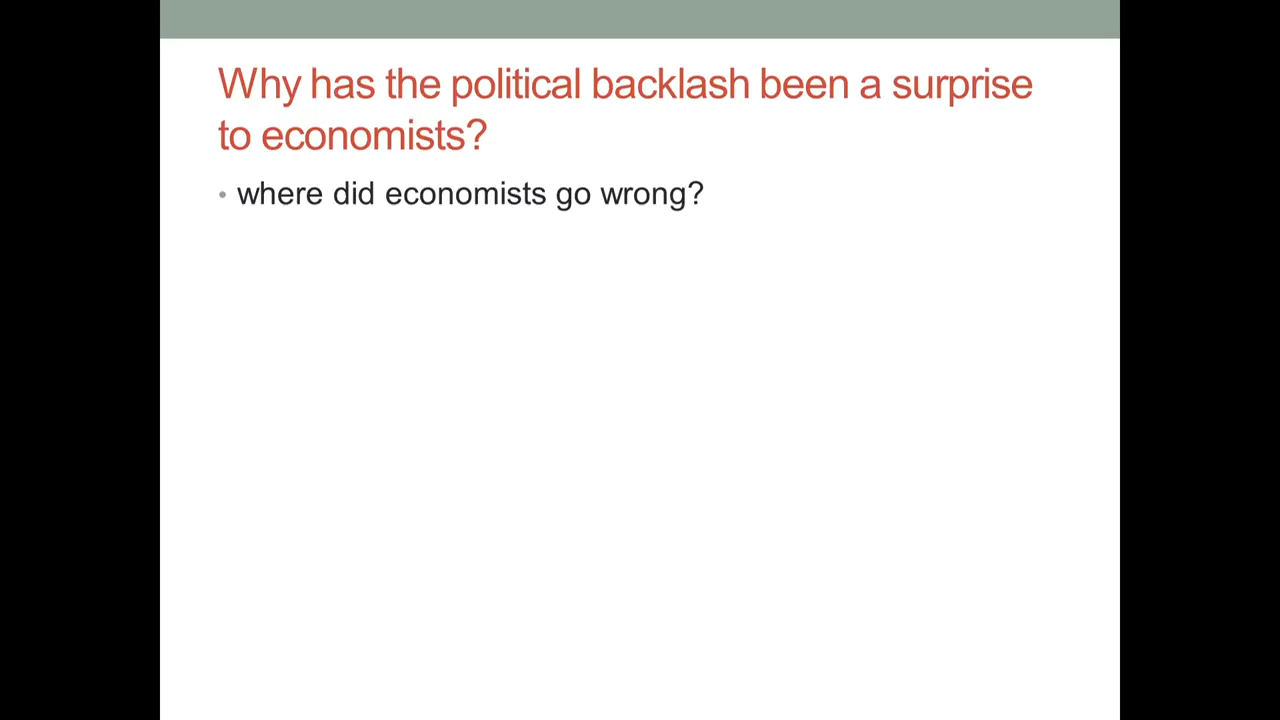 Why has the political backlash been a surprise
to economists?
• where did economists go wrong?